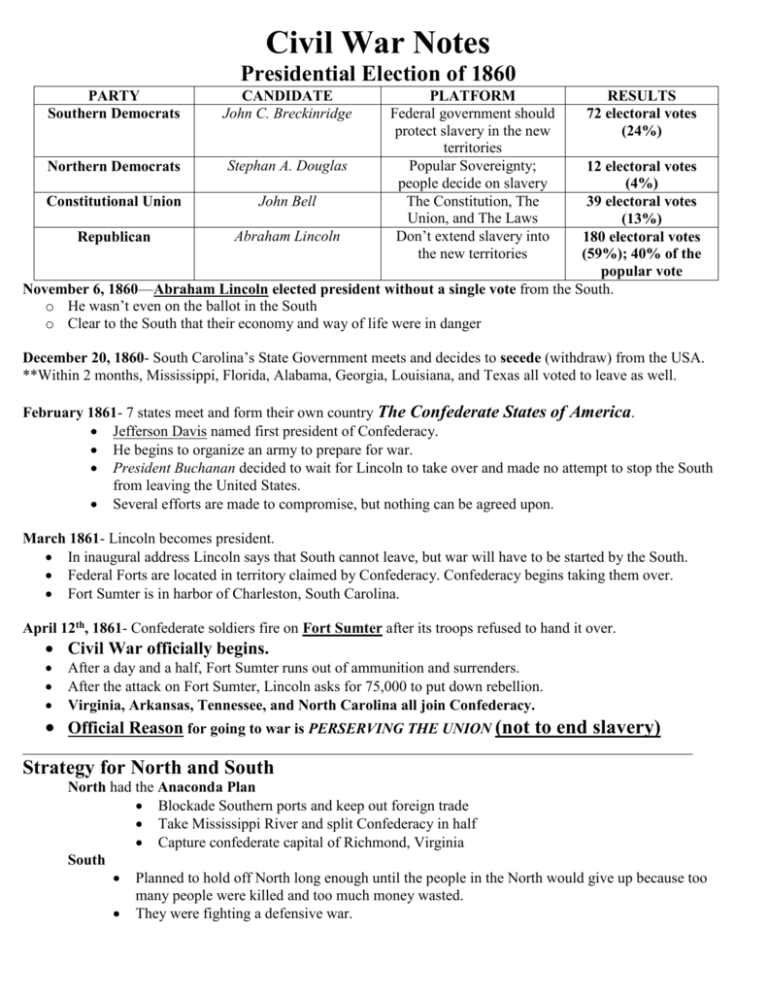 Civil War Notes
Presidential Election of 1860
PARTY CANDIDATE PLATFORM RESULTS
Southern Democrats John C. Breckinridge Federal government should 72 electoral votes
protect slavery in the new (24%)
territories
Northern Democrats Stephan A. Douglas Popular Sovereignty; 12 electoral votes
people decide on slavery (4%)
Constitutional Union John Bell The Constitution, The 39 electoral votes
Union, and The Laws (13%)
Republican Abraham Lincoln Don’t extend slavery into 180 electoral votes
the new territories (59%); 40% of the
popular vote
November 6, 1860—Abraham Lincoln elected president without a single vote from the South.
o He wasn’t even on the ballot in the South
o Clear to the South that their economy and way of life were in danger
December 20, 1860- South Carolina’s State Government meets and decides to secede (withdraw) from the USA.
**Within 2 months, Mississippi, Florida, Alabama, Georgia, Louisiana, and Texas all voted to leave as well.
February 1861- 7 states meet and form their own country The Confederate States of America.
• Jefferson Davis named first president of Confederacy.
• He begins to organize an army to prepare for war.
• President Buchanan decided to wait for Lincoln to take over and made no attempt to stop the South
from leaving the United States.
• Several efforts are made to compromise, but nothing can be agreed upon.
March 1861- Lincoln becomes president.
• In inaugural address Lincoln says that South cannot leave, but war will have to be started by the South.
• Federal Forts are located in territory claimed by Confederacy. Confederacy begins taking them over.
• Fort Sumter is in harbor of Charleston, South Carolina.
April 12th, 1861- Confederate soldiers fire on Fort Sumter after its troops refused to hand it over.
• Civil War officially begins.
• After a day and a half, Fort Sumter runs out of ammunition and surrenders.
• After the attack on Fort Sumter, Lincoln asks for 75,000 to put down rebellion.
• Virginia, Arkansas, Tennessee, and North Carolina all join Confederacy.
• Official Reason for going to war is PERSERVING THE UNION (not to end slavery)
Strategy for North and South
North had the Anaconda Plan
• Blockade Southern ports and keep out foreign trade
• Take Mississippi River and split Confederacy in half
• Capture confederate capital of Richmond, Virginia
South
• Planned to hold off North long enough until the people in the North would give up because too
many people were killed and too much money wasted.
• They were fighting a defensive war.